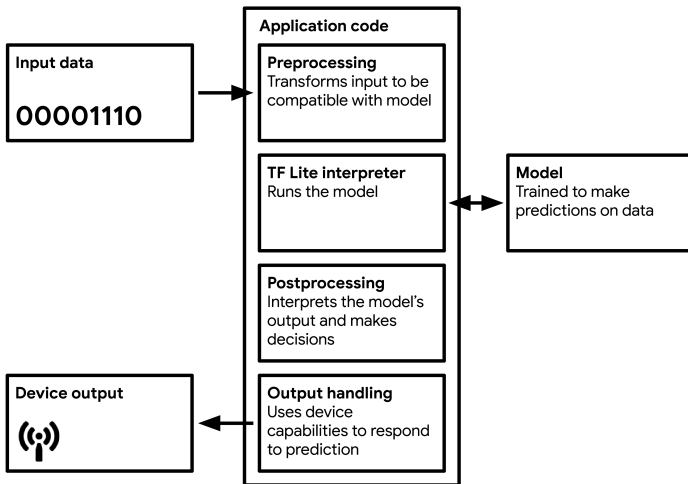 Application code
Input data
00001110
Preprocessing
Transforms input to be
compatible with model
TF Lite interpreter
Runs the model
Model
Trained to make
predictions on data
Postprocessing
Interprets the model's
output and makes
decisions
Device output
Output handling
Uses device
capabilities to respond
to prediction